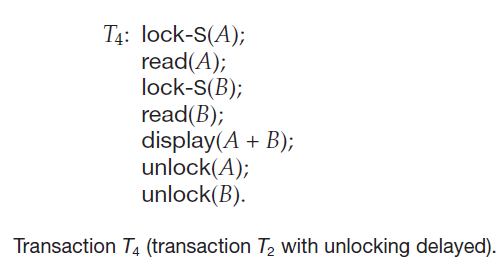 T4: lock-S(A);
read(A);
lock-S(B);
read(B);
display(A + B);
unlock(A);
unlock(B).
Transaction T4 (transaction T2 with unlocking delayed).